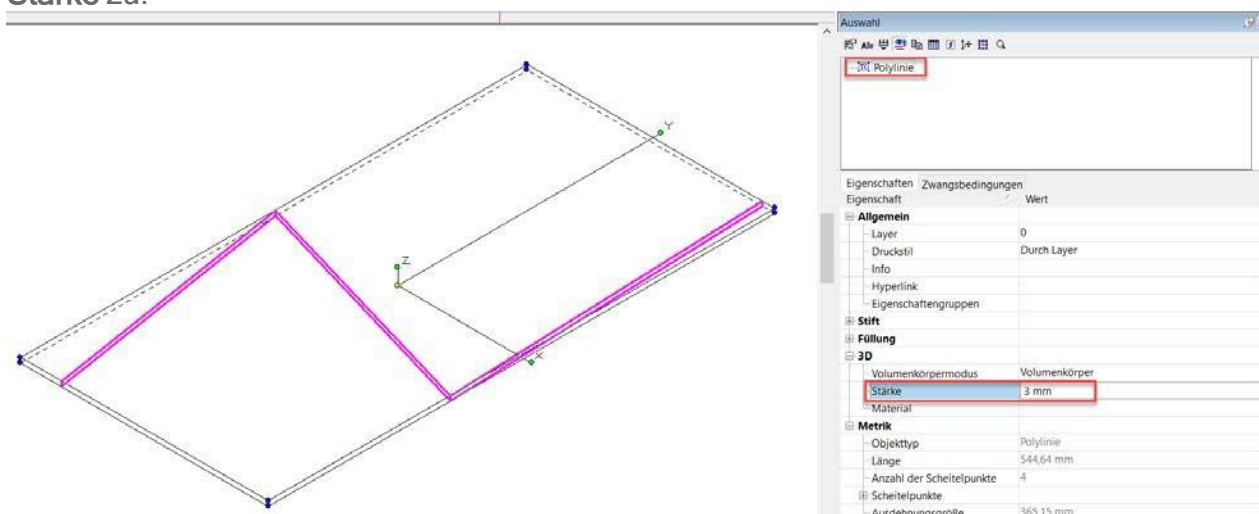 Stärke zu.
Auswahl
Polylinie
Z
Y
X
Eigenschaften Zwangsbedingungen
Eigenschaft Wert
Allgemein
Layer 0
Druckstil Durch Layer
Info
Hyperlink
Eigenschaftengruppen
Stift
Füllung
3D
Volumenkörpermodus Volumenkörper
Stärke 3 mm
Material
Metrik
Objekttyp Polylinie
Länge 544,64 mm
Anzahl der Scheitelpunkte 4
Scheitelpunkte
Ausdehnungsgröße 365,15 mm